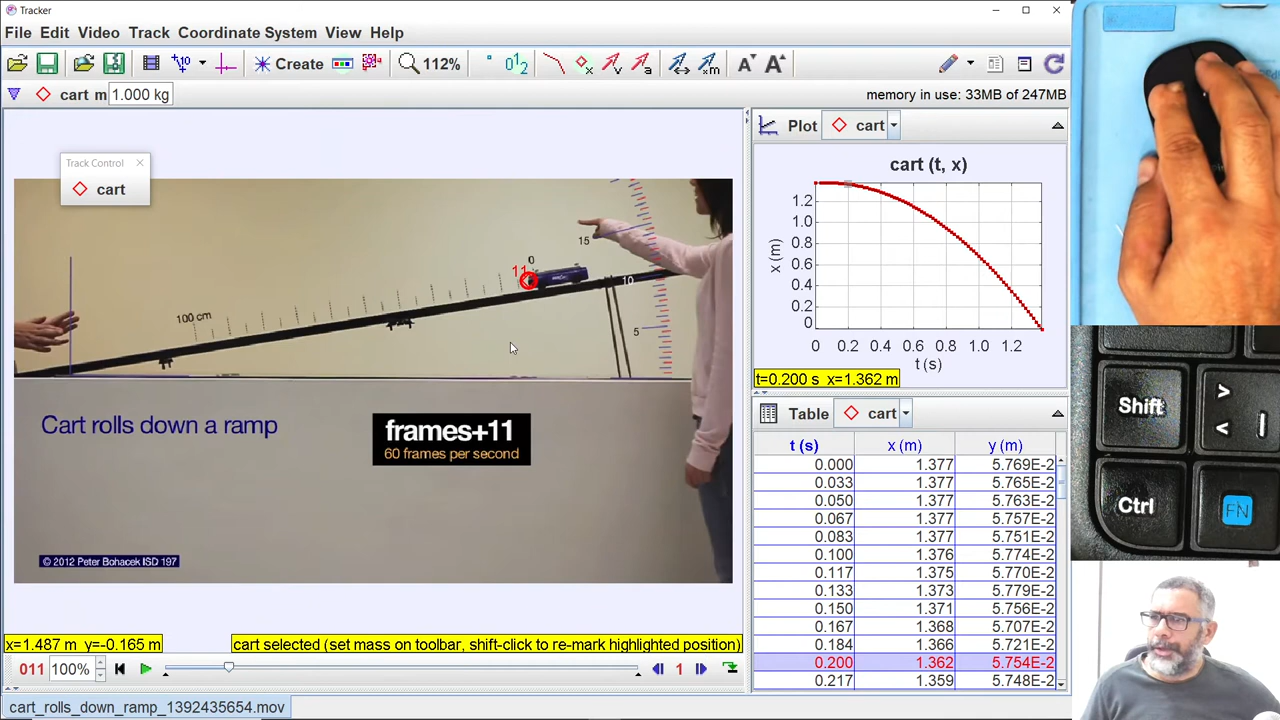 Tracker
File Edit Video Track Coordinate System View Help
Create 112%
cart m 1.000 kg memory in use: 33MB of 247MB
Track Control
cart
15
0
11
10
5
100 cm
Cart rolls down a ramp
frames+11
60 frames per second
© 2012 Peter Bohacek ISD 197
x=1.487 m y=-0.165 m
cart selected (set mass on toolbar, shift-click to re-mark highlighted position)
011 100% 1
cart_rolls_down_ramp_1392435654.mov
Plot cart
cart (t, x)
x (m)
1.2
1.0
0.8
0.6
0.4
0.2
0
0 0.2 0.4 0.6 0.8 1.0 1.2
t (s)
t=0.200 s x=1.362 m
Table cart
t (s) x (m) y (m)
0.000 1.377 5.769E-2
0.033 1.377 5.765E-2
0.050 1.377 5.763E-2
0.067 1.377 5.757E-2
0.083 1.377 5.751E-2
0.100 1.376 5.774E-2
0.117 1.375 5.770E-2
0.133 1.373 5.779E-2
0.150 1.371 5.756E-2
0.167 1.368 5.707E-2
0.184 1.366 5.721E-2
0.200 1.362 5.754E-2
0.217 1.359 5.748E-2
Shift
> <
Ctrl
FN